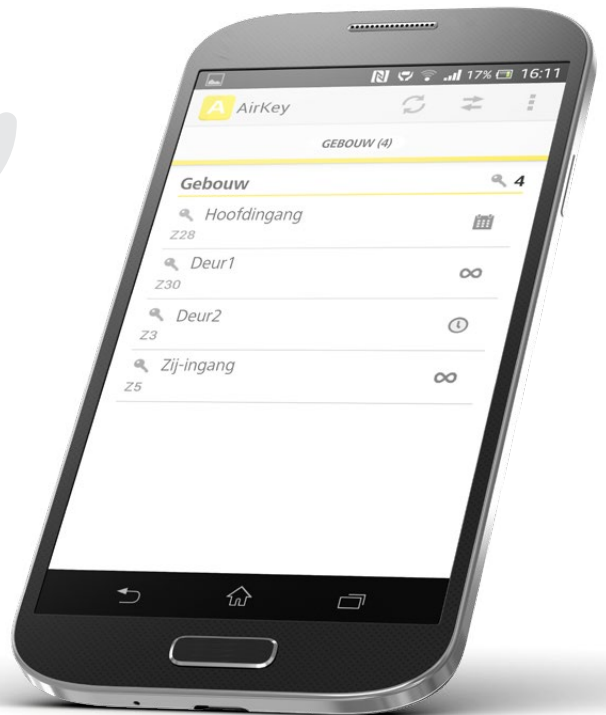 17% 16:11
A AirKey
GEBOUW (4)
Gebouw 4
Hoofdingang
Z28
Deur1
Z30
Deur2
Z3
Zij-ingang
Z5